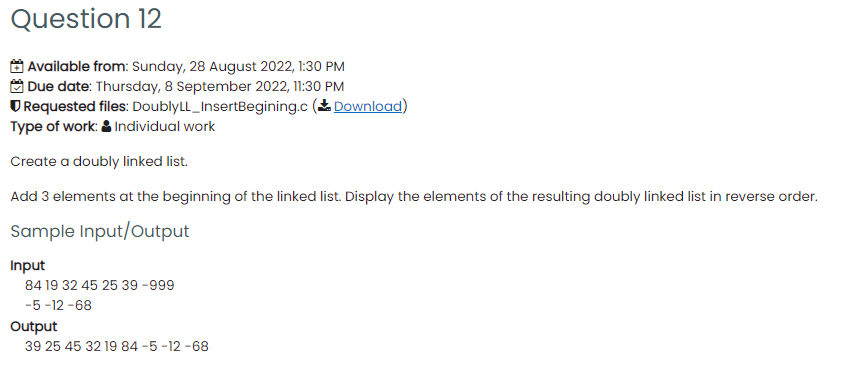 Question 12
Available from: Sunday, 28 August 2022, 1:30 PM
Due date: Thursday, 8 September 2022, 11:30 PM
Requested files: DoublyLL_InsertBegining.c (Download)
Type of work: Individual work
Create a doubly linked list.
Add 3 elements at the beginning of the linked list. Display the elements of the resulting doubly linked list in reverse order.
Sample Input/Output
Input
84 19 32 45 25 39 -999
-5 -12 -68
Output
39 25 45 32 19 84 -5 -12 -68